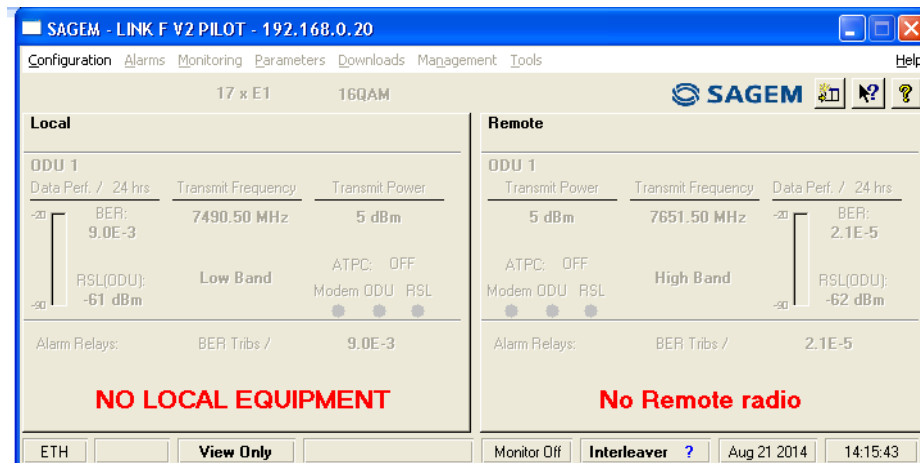 SAGEM - LINK F V2 PILOT - 192.168.0.20
Configuration Alarms Monitoring Parameters Downloads Management Tools Help
17 x E1 16QAM SAGEM
Local
ODU 1
Data Perf. / 24 hrs Transmit Frequency Transmit Power
-20 BER: 7490.50 MHz 5 dBm
9.0E-3
ATPC: OFF
RSL(ODU): Low Band
-61 dBm Modem ODU RSL
-90
Alarm Relays: BER Tribs / 9.0E-3
NO LOCAL EQUIPMENT
Remote
ODU 1
Transmit Power Transmit Frequency Data Perf. / 24 hrs
5 dBm 7651.50 MHz -20 BER:
2.1E-5
ATPC: OFF
High Band RSL(ODU):
Modem ODU RSL -62 dBm
-90
Alarm Relays: BER Tribs / 2.1E-5
No Remote radio
ETH View Only Monitor Off Interleaver ? Aug 21 2014 14:15:43